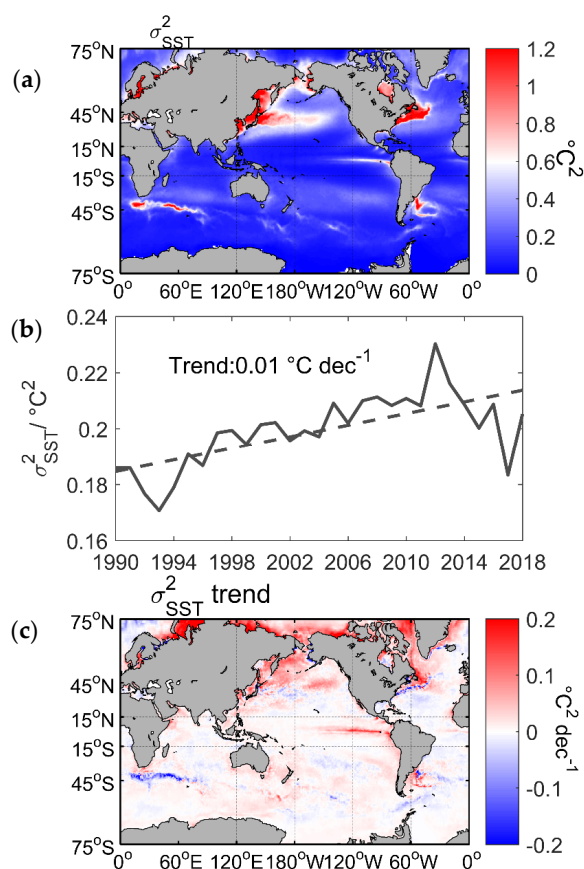 σ²SST
(a)
75°N
45°N
15°N
15°S
45°S
75°S
0° 60°E 120°E 180°W 120°W 60°W 0°
1.2
1
0.8
0.6
0.4
0.2
0
°C²
(b)
0.24
0.22
0.2
0.18
0.16
σ²SST/ °C²
Trend:0.01 °C dec⁻¹
1990 1994 1998 2002 2006 2010 2014 2018
σ²SST trend
(c)
75°N
45°N
15°N
15°S
45°S
75°S
0° 60°E 120°E 180°W 120°W 60°W 0°
0.2
0.1
0
-0.1
-0.2
°C² dec⁻¹